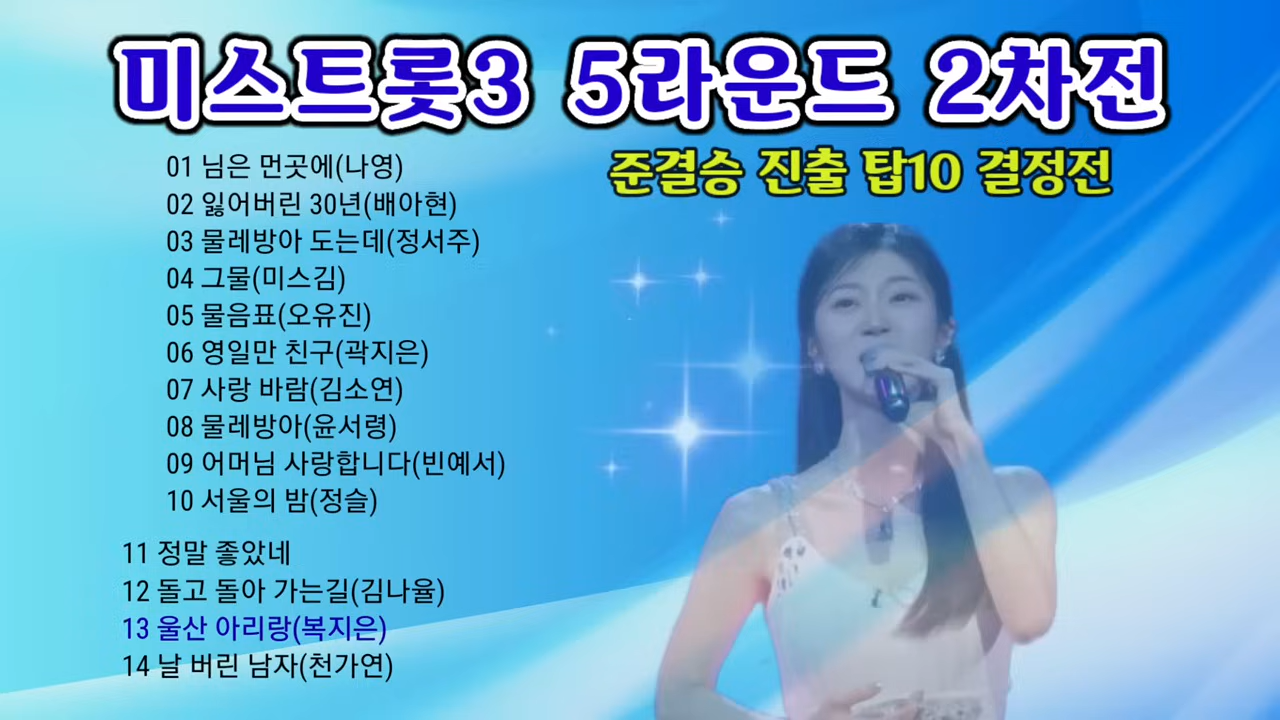 미스트롯3 5라운드 2차전
준결승 진출 탑10 결정전
01 님은 먼곳에(나영)
02 잃어버린 30년(배아현)
03 물레방아 도는데(정서주)
04 그물(미스김)
05 물음표(오유진)
06 영일만 친구(곽지은)
07 사랑 바람(김소연)
08 물레방아(윤서령)
09 어머님 사랑합니다(빈예서)
10 서울의 밤(정슬)
11 정말 좋았네
12 돌고 돌아 가는길(김나율)
13 울산 아리랑(복지은)
14 날 버린 남자(천가연)